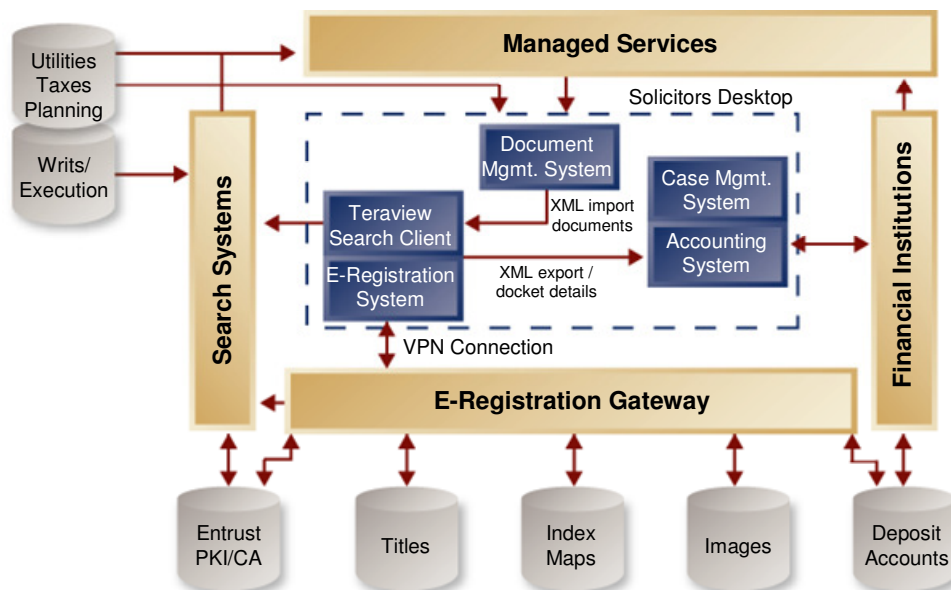 Managed Services
Utilities
Taxes
Planning
Solicitors Desktop
Writs/
Execution
Document
Mgmt. System
Case Mgmt.
System
XML import
documents
Teraview
Search Client
Accounting
System
E-Registration
System
XML export /
docket details
Search Systems
Financial Institutions
VPN Connection
E-Registration Gateway
Entrust
PKI/CA
Titles
Index
Maps
Images
Deposit
Accounts